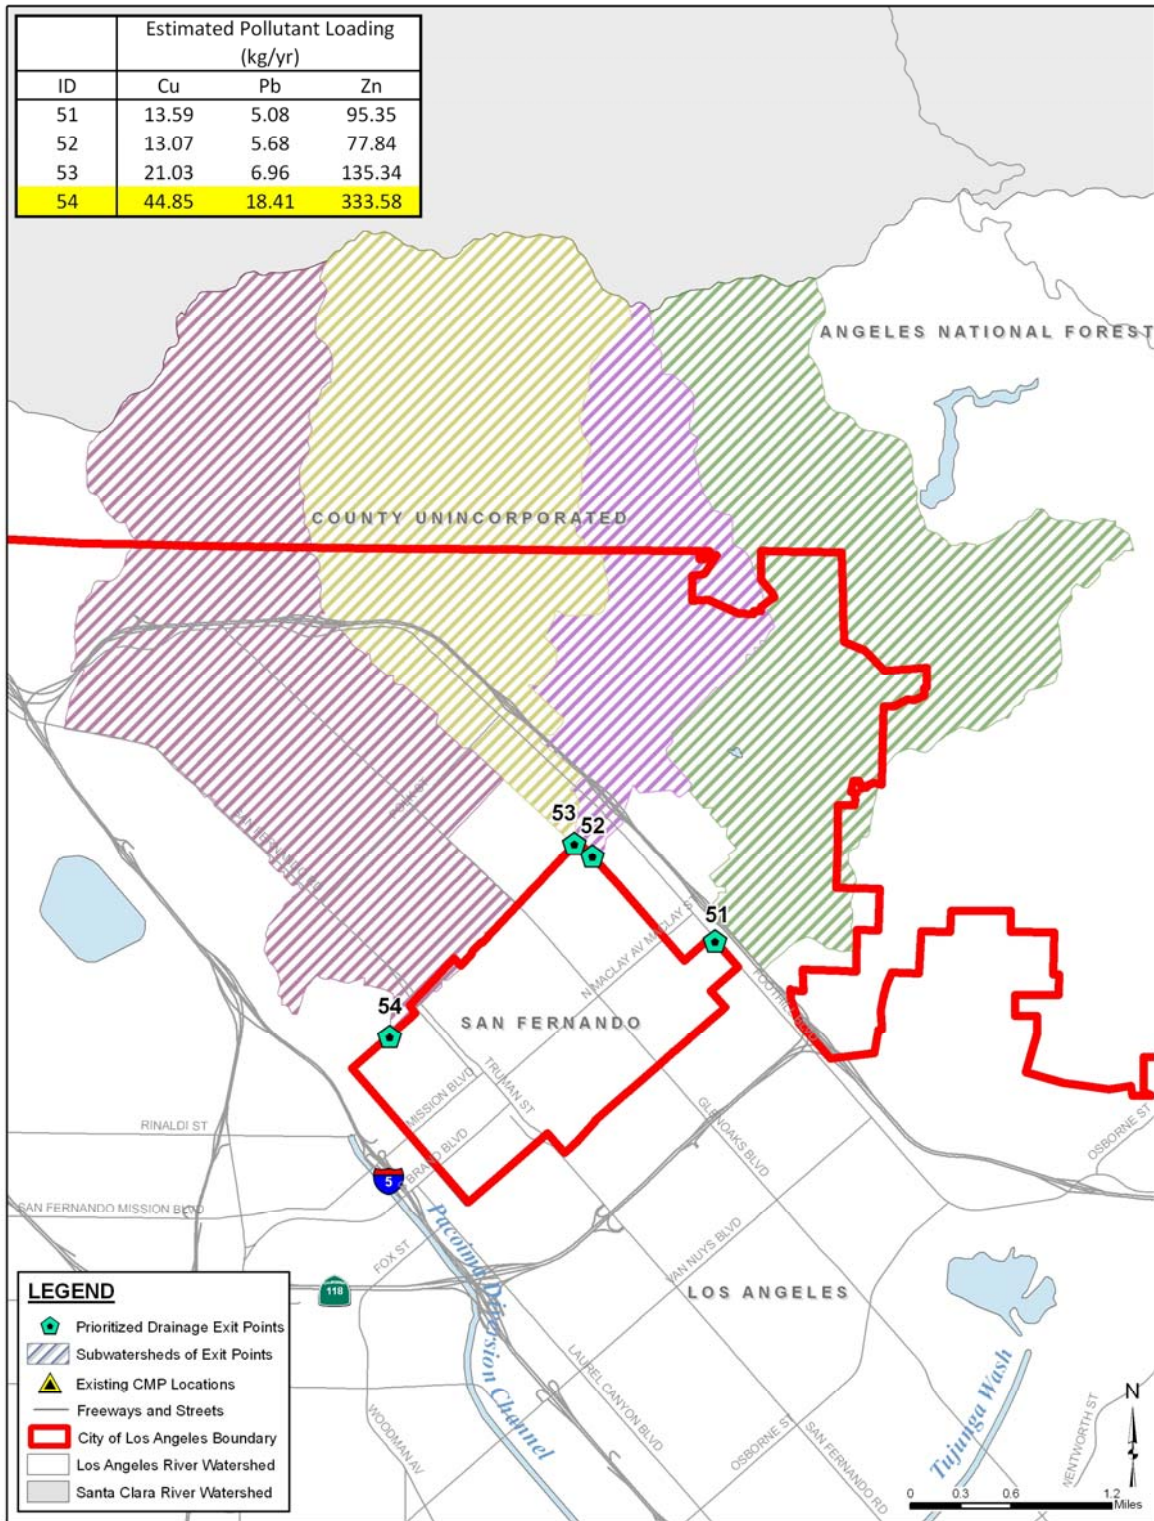 Estimated Pollutant Loading
(kg/yr)
ID Cu Pb Zn
51 13.59 5.08 95.35
52 13.07 5.68 77.84
53 21.03 6.96 135.34
54 44.85 18.41 333.58
ANGELES NATIONAL FOREST
COUNTY UNINCORPORATED
POLK ST
SAN FERNANDO RD
53
52
51
N MACLAY AV
MACLAY ST
FOOTHILL BLVD
54
SAN FERNANDO
TRUMAN ST
MISSION BLVD
BRAND BLVD
RINALDI ST
GLENOAKS BLVD
OSBORNE ST
5
SAN FERNANDO MISSION BLVD
Pacoima Diversion Channel
FOX ST
VAN NUYS BLVD
LOS ANGELES
118
LAUREL CANYON BLVD
WOODMAN AV
OSBORNE ST
SAN FERNANDO RD
Tujunga Wash
WENTWORTH ST
LEGEND
Prioritized Drainage Exit Points
Subwatersheds of Exit Points
Existing CMP Locations
Freeways and Streets
City of Los Angeles Boundary
Los Angeles River Watershed
Santa Clara River Watershed
N
0 0.3 0.6 1.2
Miles